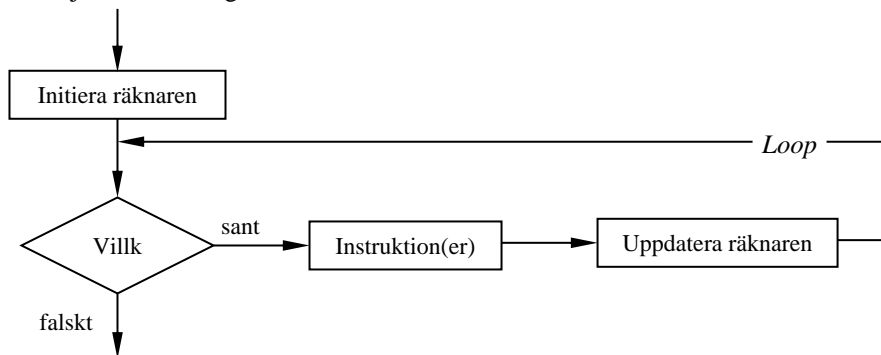 Initiera räknaren
Loop
Villk
sant
Instruktion(er)
Uppdatera räknaren
falskt